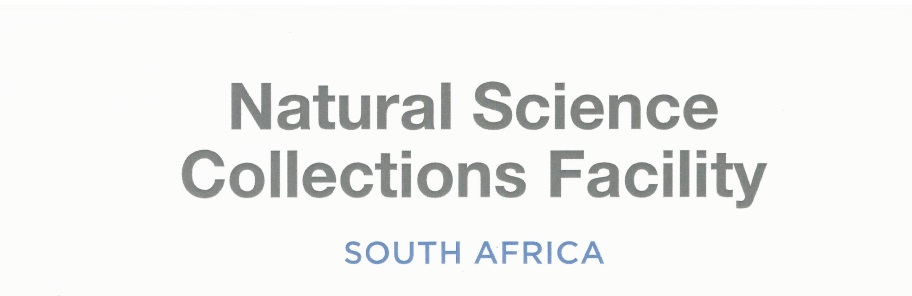 Natural Science
Collections Facility
SOUTH AFRICA